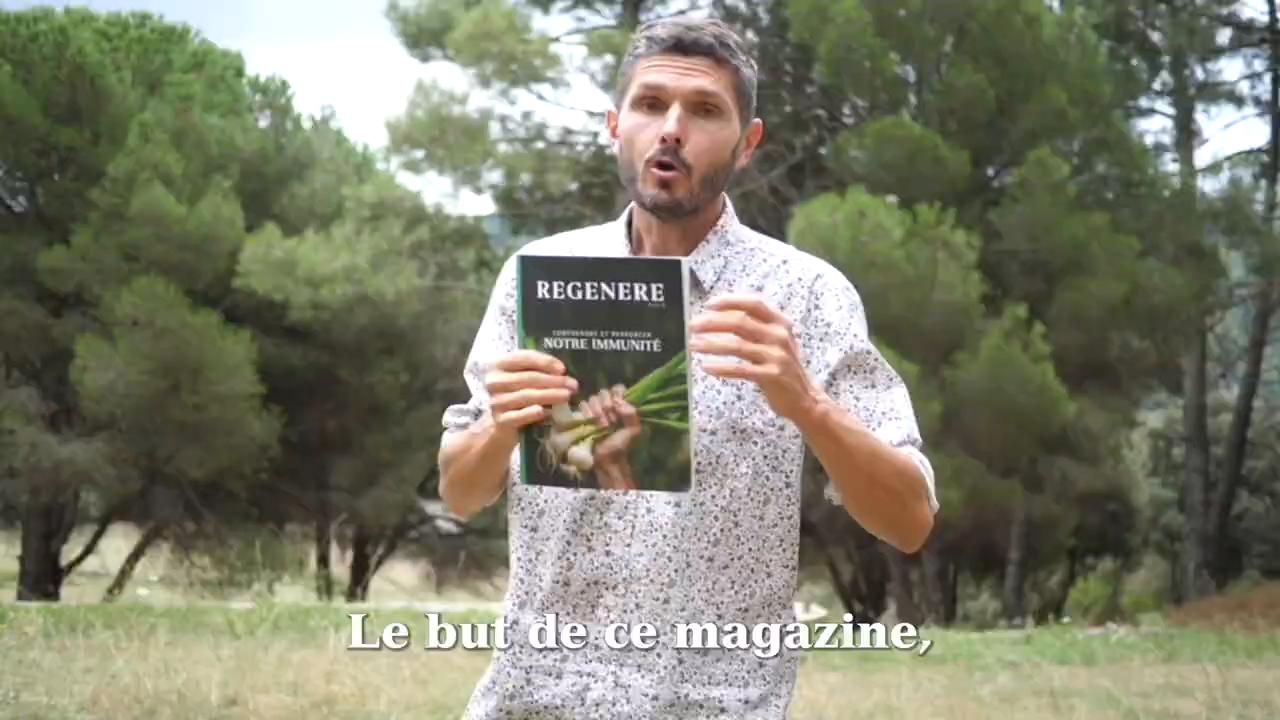 REGENERE
COMPRENDRE ET RENFORCER
NOTRE IMMUNITÉ
Le but de ce magazine,